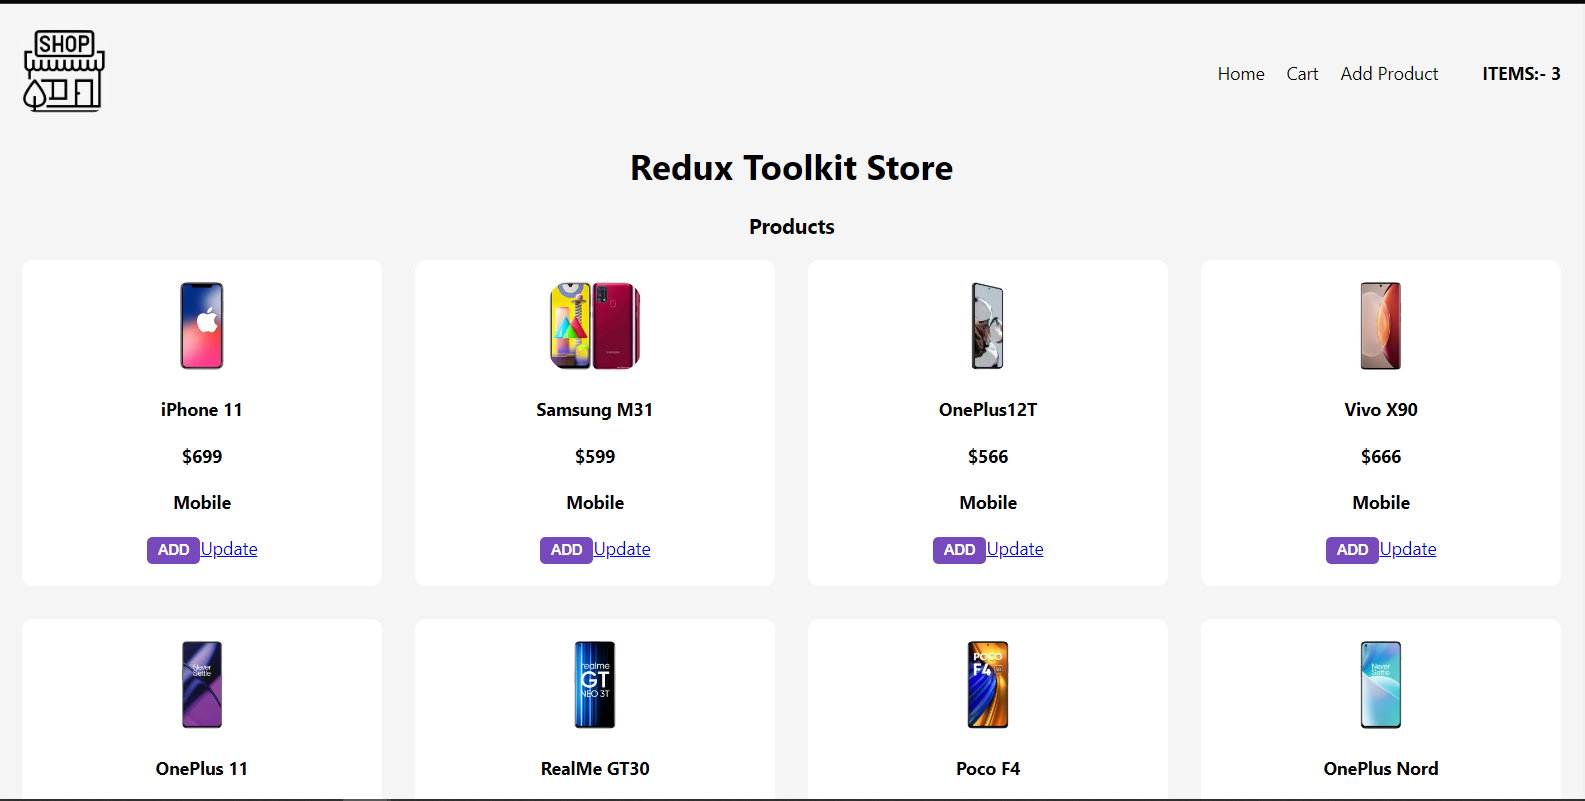 SHOP
Home Cart Add Product ITEMS:- 3
Redux Toolkit Store
Products
iPhone 11 Samsung M31 OnePlus12T Vivo X90
$699 $599 $566 $666
Mobile Mobile Mobile Mobile
ADD Update ADD Update ADD Update ADD Update
Never Settle
realme GT NEO 3T
POCO F4
Never Settle
OnePlus 11 RealMe GT30 Poco F4 OnePlus Nord